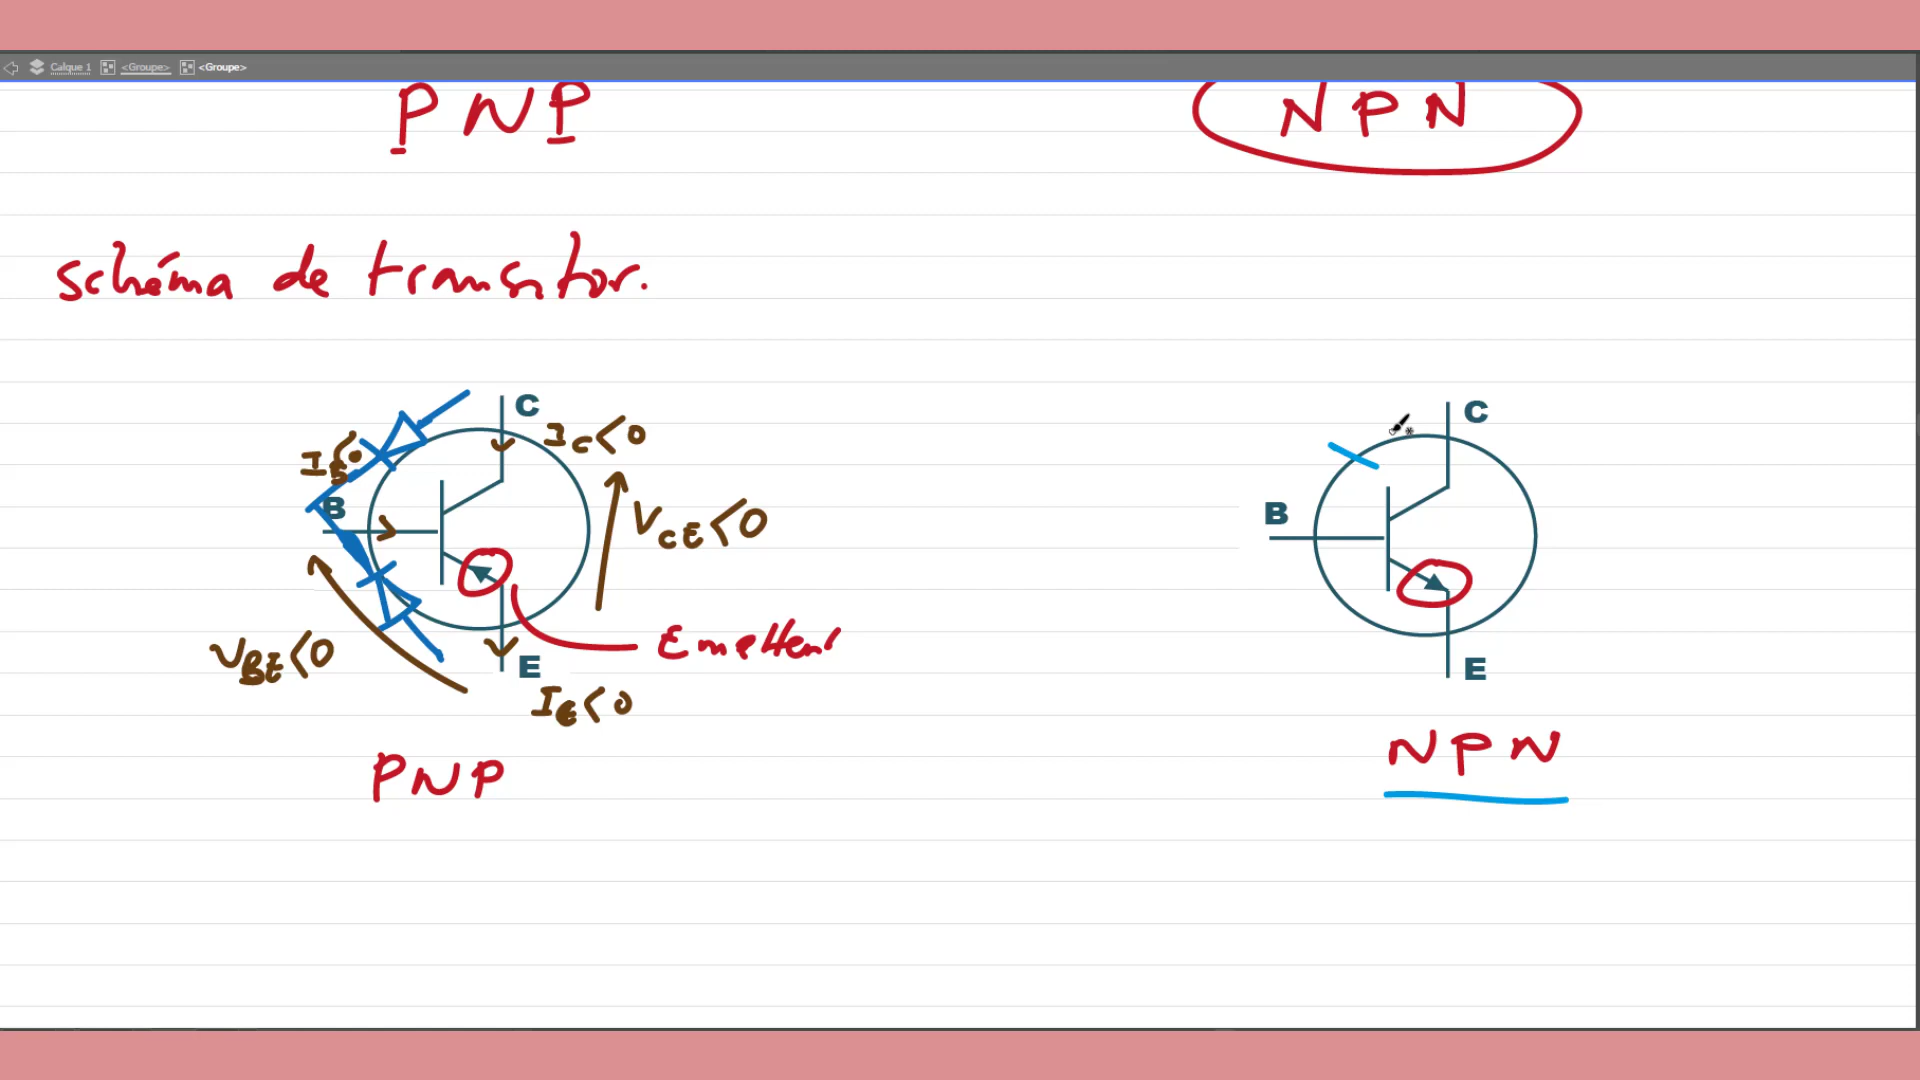 Calque 1 <Groupe> <Groupe>
PNP NPN
schéma de transitor.
C C
IC<0
IB<0
B B
VCE<0
VBE<0
Emetteur
E E
IE<0
PNP NPN